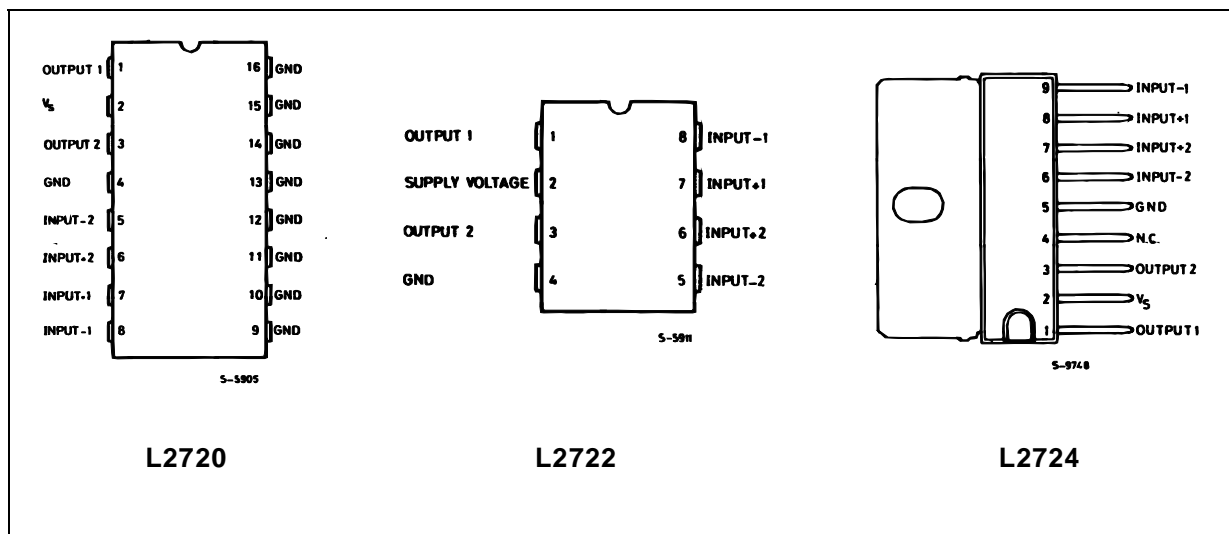 OUTPUT 1 1 16 GND
VS 2 15 GND
OUTPUT 2 3 14 GND
GND 4 13 GND
INPUT-2 5 12 GND
INPUT+2 6 11 GND
INPUT+1 7 10 GND
INPUT-1 8 9 GND
S-5905
L2720
OUTPUT 1 1 8 INPUT-1
SUPPLY VOLTAGE 2 7 INPUT+1
OUTPUT 2 3 6 INPUT+2
GND 4 5 INPUT-2
S-5911
L2722
9 INPUT-1
8 INPUT+1
7 INPUT+2
6 INPUT-2
5 GND
4 N.C.
3 OUTPUT 2
2 VS
1 OUTPUT 1
S-9748
L2724